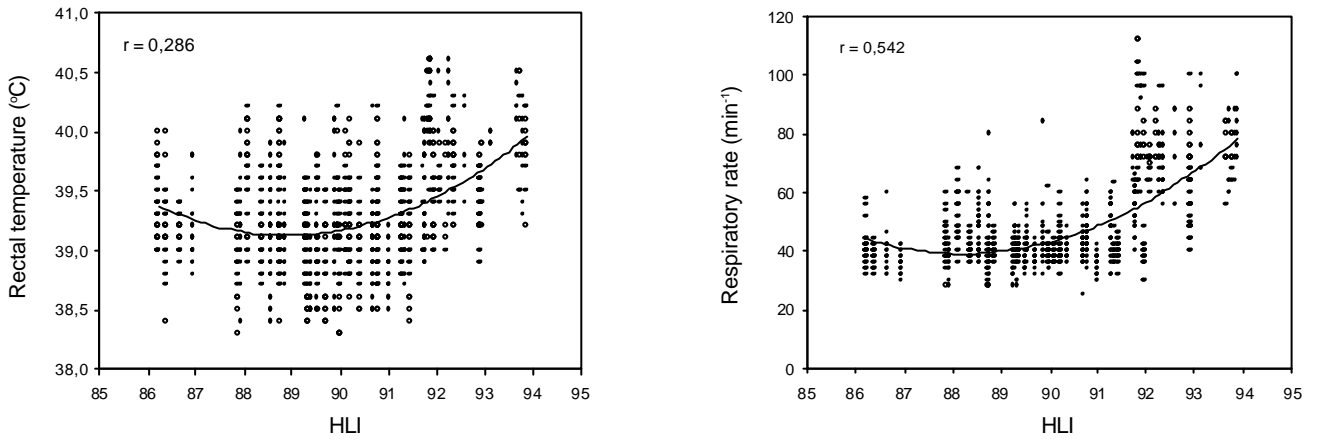 41,0
40,5
40,0
39,5
39,0
38,5
38,0
r = 0,286
Rectal temperature (ºC)
85 86 87 88 89 90 91 92 93 94 95
HLI
120
100
80
60
40
20
0
r = 0,542
Respiratory rate (min-1)
85 86 87 88 89 90 91 92 93 94 95
HLI